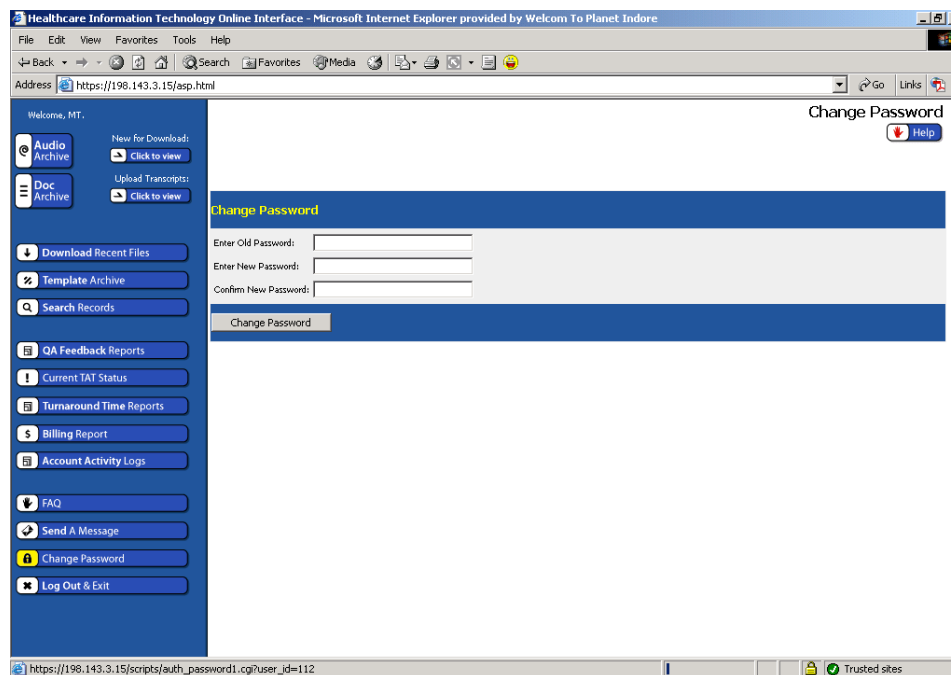 Healthcare Information Technology Online Interface - Microsoft Internet Explorer provided by Welcom To Planet Indore
File Edit View Favorites Tools Help
Back Search Favorites Media
Address https://198.143.3.15/asp.html Go Links
Welcome, MT.
Audio Archive
New for Download:
Click to view
Doc Archive
Upload Transcripts:
Click to view
Download Recent Files
Template Archive
Search Records
QA Feedback Reports
Current TAT Status
Turnaround Time Reports
Billing Report
Account Activity Logs
FAQ
Send A Message
Change Password
Log Out & Exit
Change Password
Help
Change Password
Enter Old Password:
Enter New Password:
Confirm New Password:
Change Password
https://198.143.3.15/scripts/auth_password1.cgi?user_id=112
Trusted sites